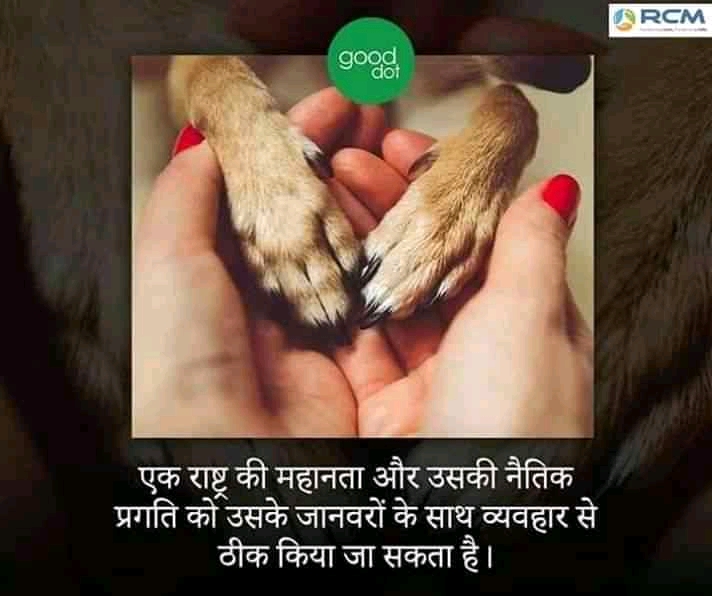 RCM
good
dot
एक राष्ट्र की महानता और उसकी नैतिक
प्रगति को उसके जानवरों के साथ व्यवहार से
ठीक किया जा सकता है।